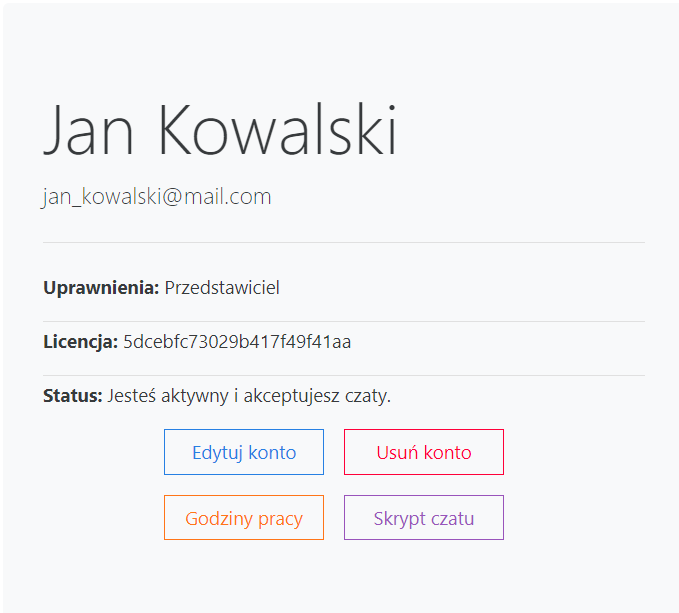 Jan Kowalski
jan_kowalski@mail.com
Uprawnienia: Przedstawiciel
Licencja: 5dcebfc73029b417f49f41aa
Status: Jesteś aktywny i akceptujesz czaty.
Edytuj konto Usuń konto
Godziny pracy Skrypt czatu